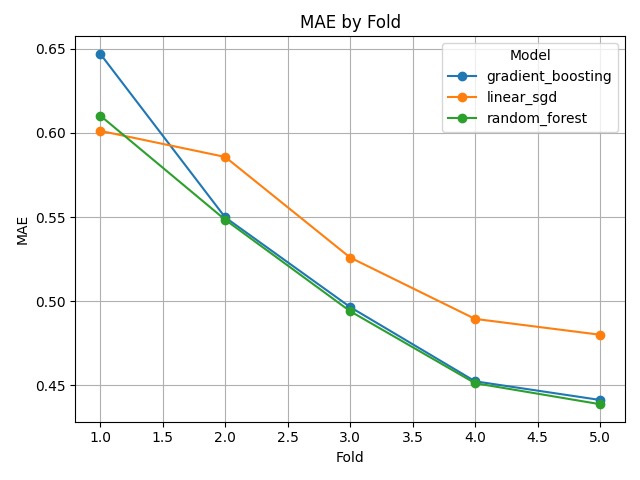 MAE by Fold
Model
gradient_boosting
linear_sgd
random_forest
MAE
0.65
0.60
0.55
0.50
0.45
1.0 1.5 2.0 2.5 3.0 3.5 4.0 4.5 5.0
Fold